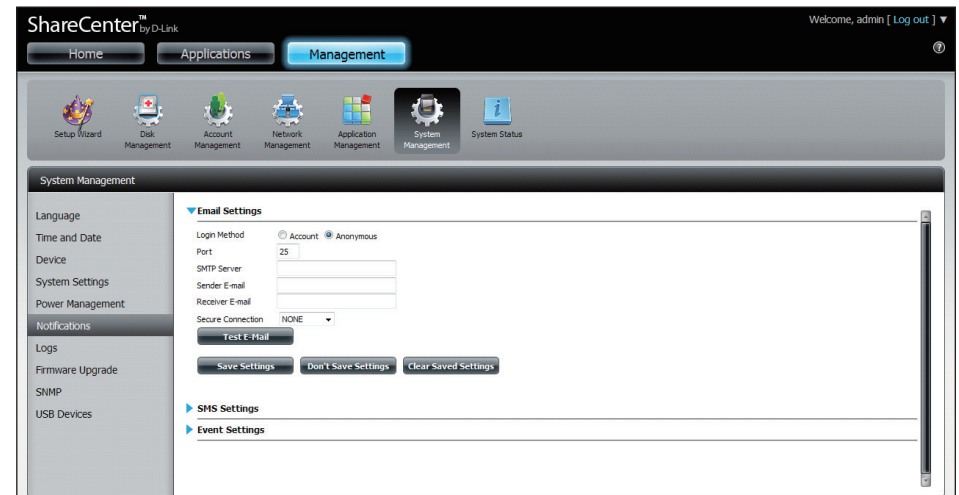 ShareCenter™ by D-Link
Welcome, admin [ Log out ] ▼
Home Applications Management
?
Setup Wizard
Disk Management
Account Management
Network Management
Application Management
System Management
System Status
System Management
Language
Time and Date
Device
System Settings
Power Management
Notifications
Logs
Firmware Upgrade
SNMP
USB Devices
Email Settings
Login Method Account Anonymous
Port 25
SMTP Server
Sender E-mail
Receiver E-mail
Secure Connection NONE
Test E-Mail
Save Settings Don't Save Settings Clear Saved Settings
SMS Settings
Event Settings